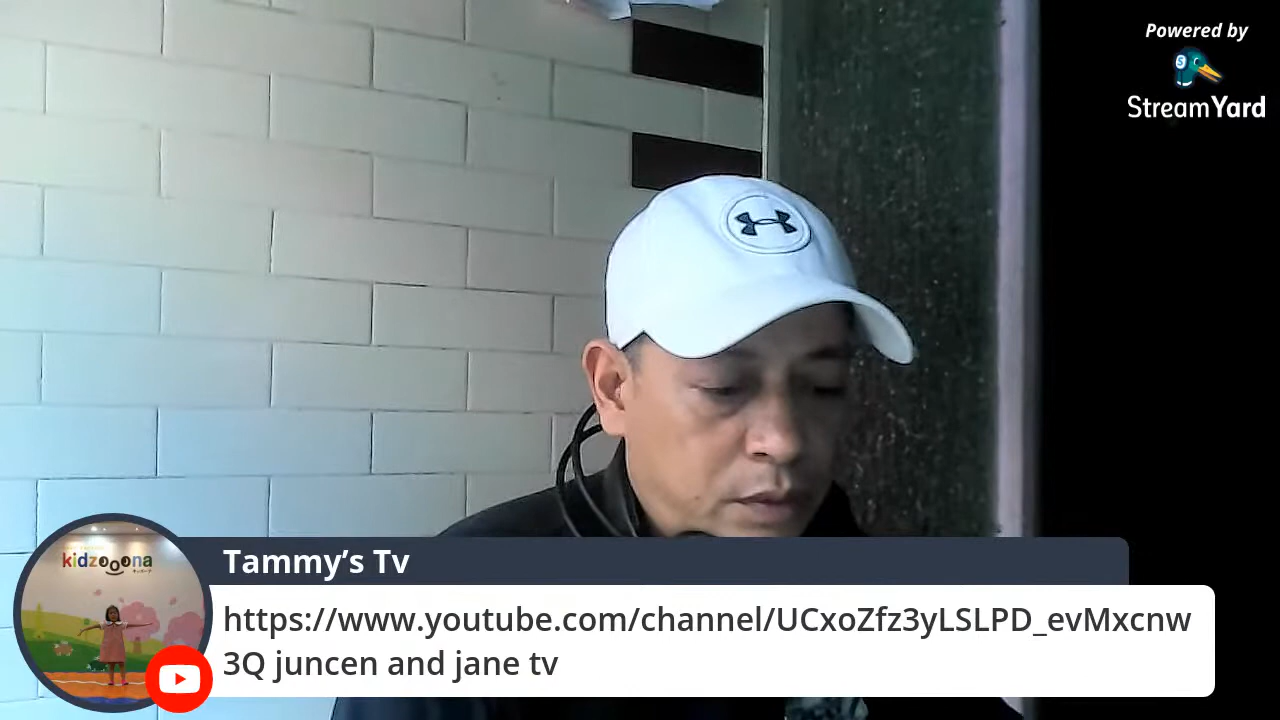 Powered by
StreamYard
kidzooona
Tammy’s Tv
https://www.youtube.com/channel/UCxoZfz3yLSLPD_evMxcnw
3Q juncen and jane tv